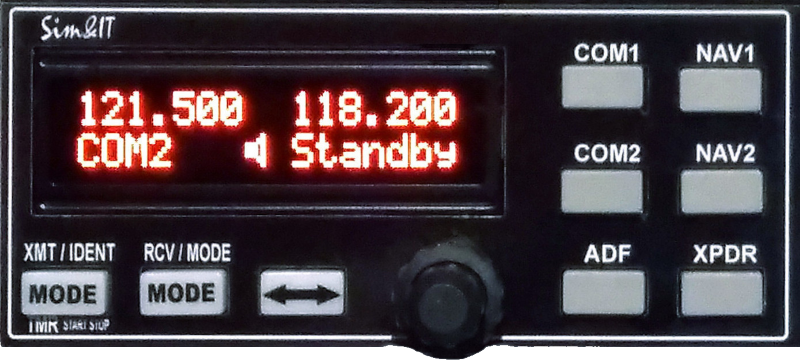 Sim&IT
121.500 118.200
COM2 Standby
COM1 NAV1
COM2 NAV2
ADF XPDR
XMT / IDENT RCV / MODE
MODE MODE
TMR START STOP